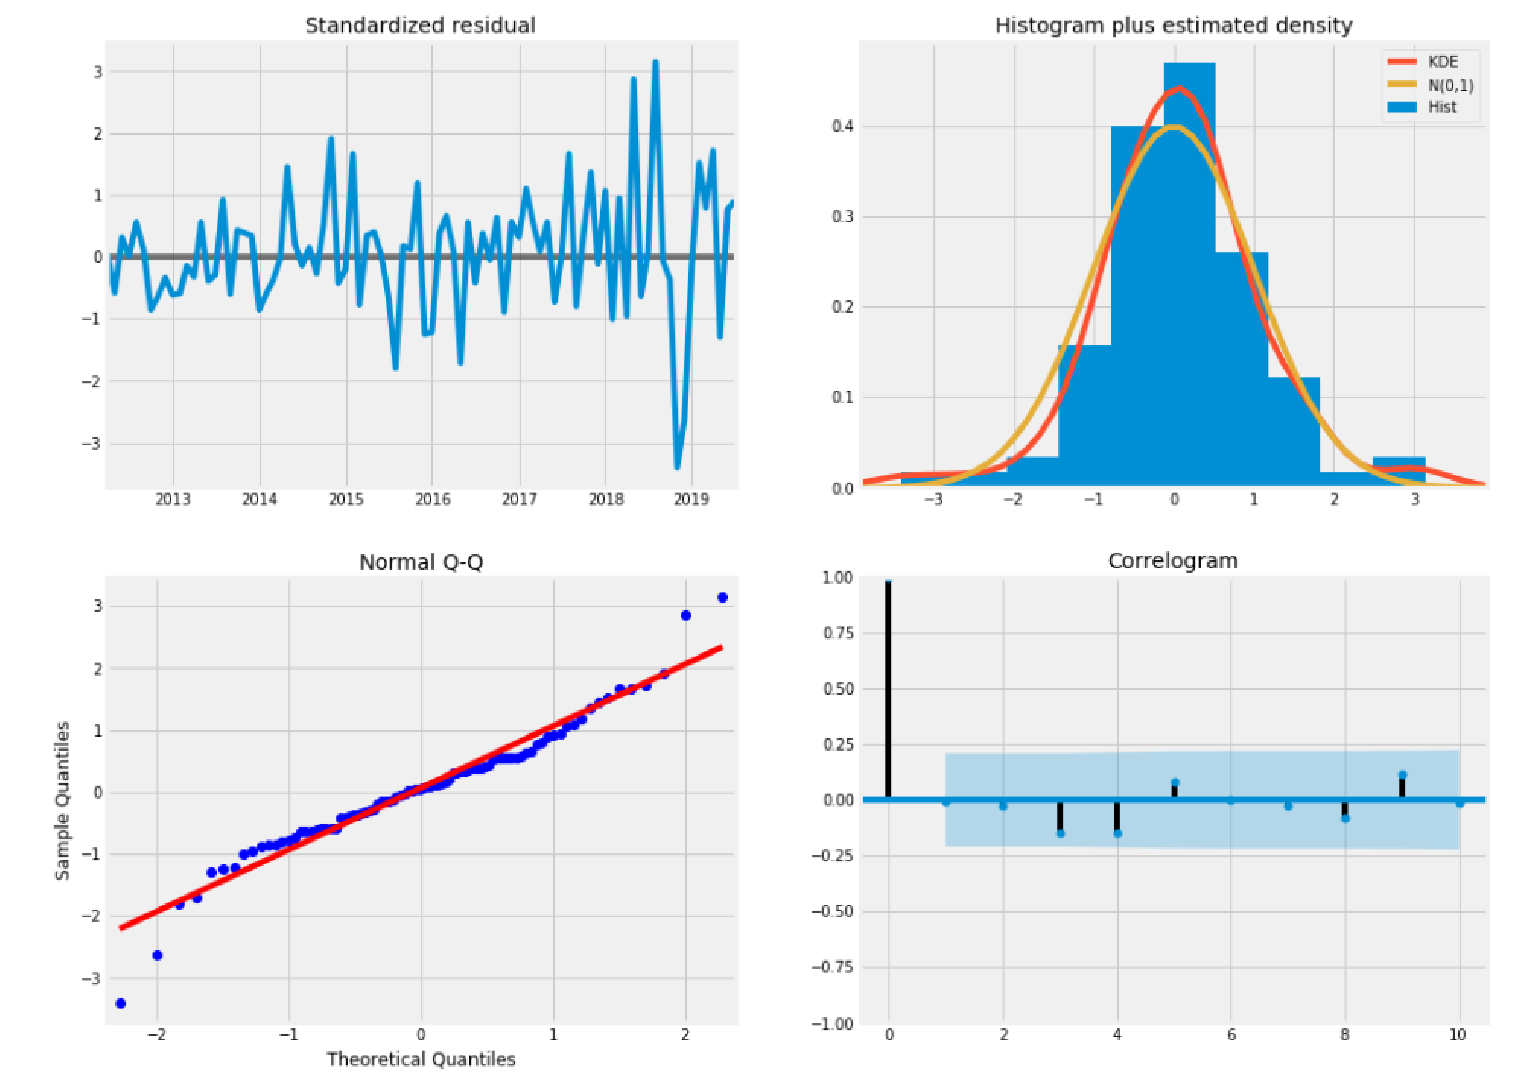 Standardized residual
3
2
1
0
−1
−2
−3
2013 2014 2015 2016 2017 2018 2019
Histogram plus estimated density
KDE
N(0,1)
Hist
0.4
0.3
0.2
0.1
0.0
−3 −2 −1 0 1 2 3
Normal Q-Q
Sample Quantiles
3
2
1
0
−1
−2
−3
−2 −1 0 1 2
Theoretical Quantiles
Correlogram
1.00
0.75
0.50
0.25
0.00
−0.25
−0.50
−0.75
−1.00
0 2 4 6 8 10